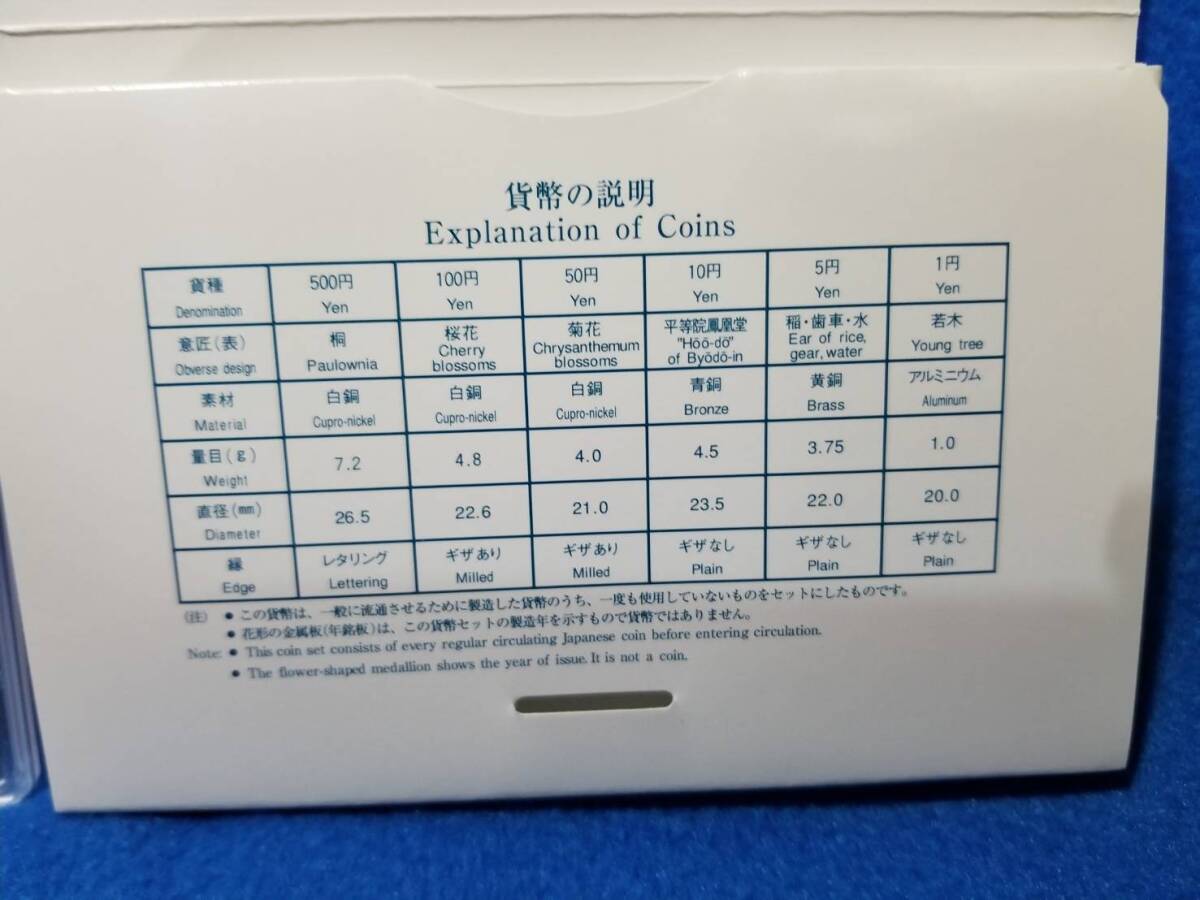 貨幣の説明
Explanation of Coins
貨種 500円 100円 50円 10円 5円 1円
Denomination Yen Yen Yen Yen Yen Yen
意匠(表) 桐 桜花 菊花 平等院鳳凰堂 稲・歯車・水 若木
Obverse design Paulownia Cherry blossoms Chrysanthemum blossoms "Hōō-dō" of Byōdō-in Ear of rice, gear, water Young tree
素材 白銅 白銅 白銅 青銅 黄銅 アルミニウム
Material Cupro-nickel Cupro-nickel Cupro-nickel Bronze Brass Aluminum
量目(g) 7.2 4.8 4.0 4.5 3.75 1.0
Weight
直径(㎜) 26.5 22.6 21.0 23.5 22.0 20.0
Diameter
縁 レタリング ギザあり ギザあり ギザなし ギザなし ギザなし
Edge Lettering Milled Milled Plain Plain Plain
(注) ● この貨幣は、一般に流通させるために製造した貨幣のうち、一度も使用していないものをセットにしたものです。
● 花形の金属板(年銘板)は、この貨幣セットの製造年を示すもので貨幣ではありません。
Note: ● This coin set consists of every regular circulating Japanese coin before entering circulation.
● The flower-shaped medallion shows the year of issue. It is not a coin.